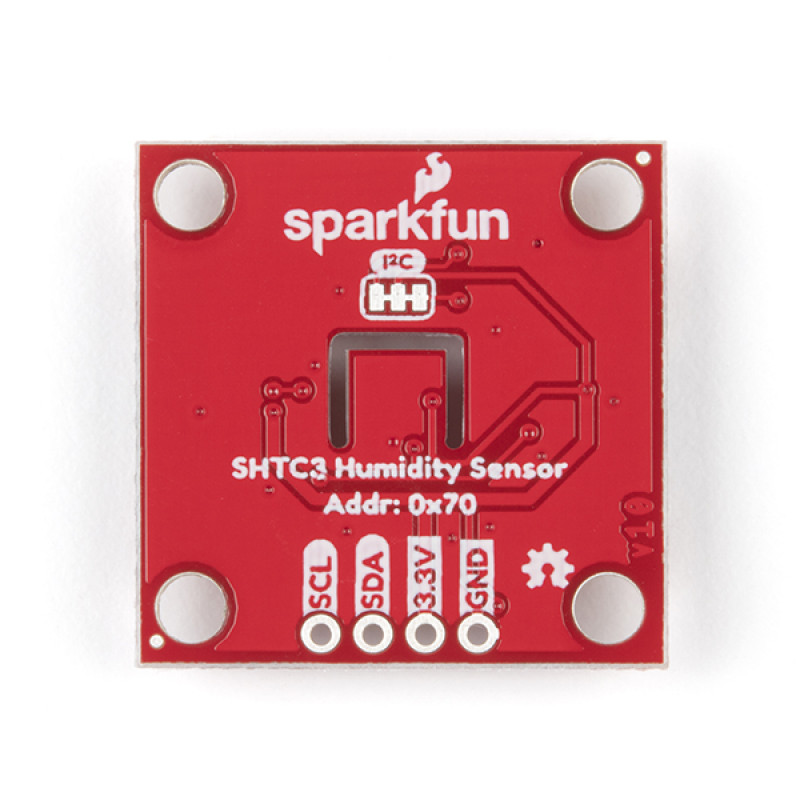 sparkfun
I²C
SHTC3 Humidity Sensor
Addr: 0x70
SCL
SDA
3.3V
GND
v10